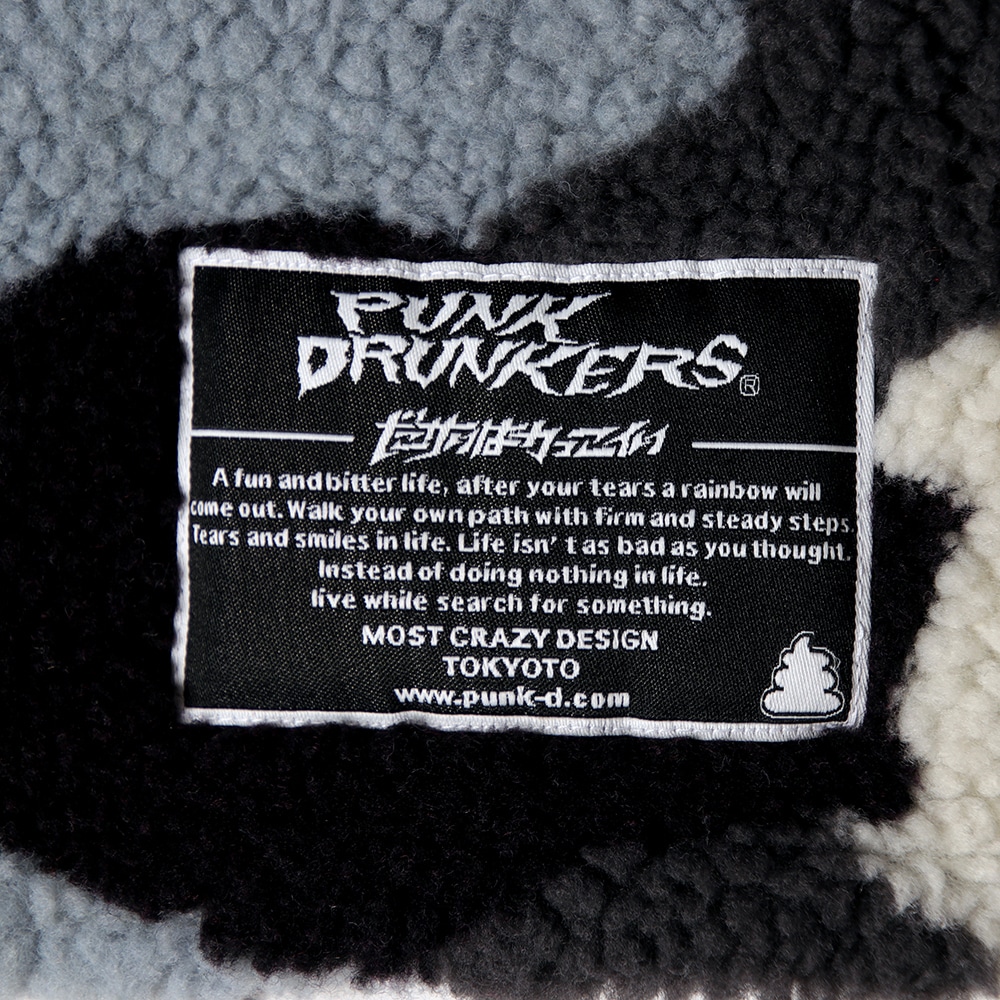 PUNK
DRUNKERS®
A fun and bitter life, after your tears a rainbow will
come out. Walk your own path with firm and steady steps.
Tears and smiles in life. Life isn't as bad as you thought.
Instead of doing nothing in life.
live while search for something.
MOST CRAZY DESIGN
TOKYOTO
www.punk-d.com